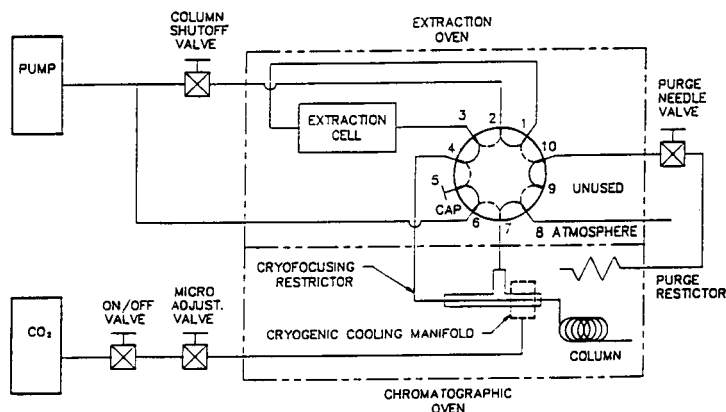 COLUMN
SHUTOFF
VALVE
EXTRACTION
OVEN
PUMP
PURGE
NEEDLE
VALVE
EXTRACTION
CELL
3
2
1
4
10
5
9
CAP
UNUSED
6
7
8 ATMOSPHERE
CRYOFOCUSING
RESTRICTOR
PURGE
RESTICTOR
ON/OFF
VALVE
MICRO
ADJUST.
VALVE
CO₂
CRYOGENIC COOLING MANIFOLD
COLUMN
CHROMATOGRAPHIC
OVEN